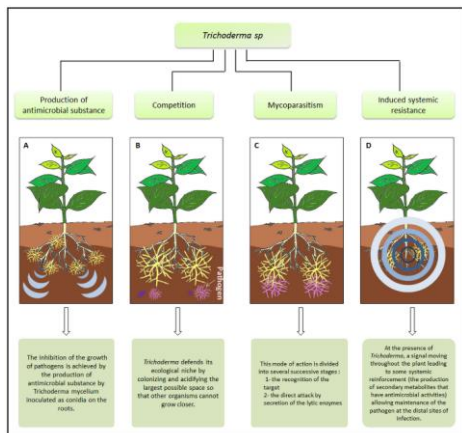 Trichoderma sp
Production of
antimicrobial substance
Competition
Mycoparasitism
Induced systemic
resistance
A
B
C
D
Pathogen
The inhibition of the growth
of pathogens is achieved by
the production of
antimicrobial substance by
Trichoderma mycelium
inoculated as conidia on the
roots.
Trichoderma defends its
ecological niche by
colonizing and acidifying the
largest possible space so
that other organisms cannot
grow closer.
This mode of action is divided
into several successive stages :
1- the recognition of the
target
2- the direct attack by
secretion of the lytic enzymes
At the presence of
Trichoderma, a signal moving
throughout the plant leading
to some systemic
reinforcement (the production
of secondary metabolites that
have antimicrobial activities)
allowing maintenance of the
pathogen at the distal sites of
infection.